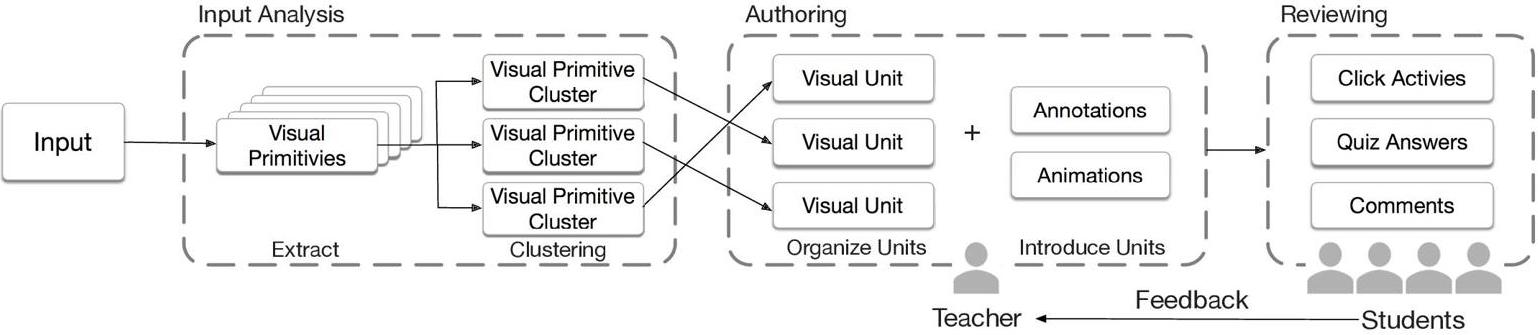 Input Analysis
Authoring
Reviewing
Input
Visual
Primitivies
Extract
Visual Primitive
Cluster
Visual Primitive
Cluster
Visual Primitive
Cluster
Clustering
Visual Unit
Visual Unit
Visual Unit
Organize Units
+
Annotations
Animations
Introduce Units
Click Activies
Quiz Answers
Comments
Teacher
Feedback
Students